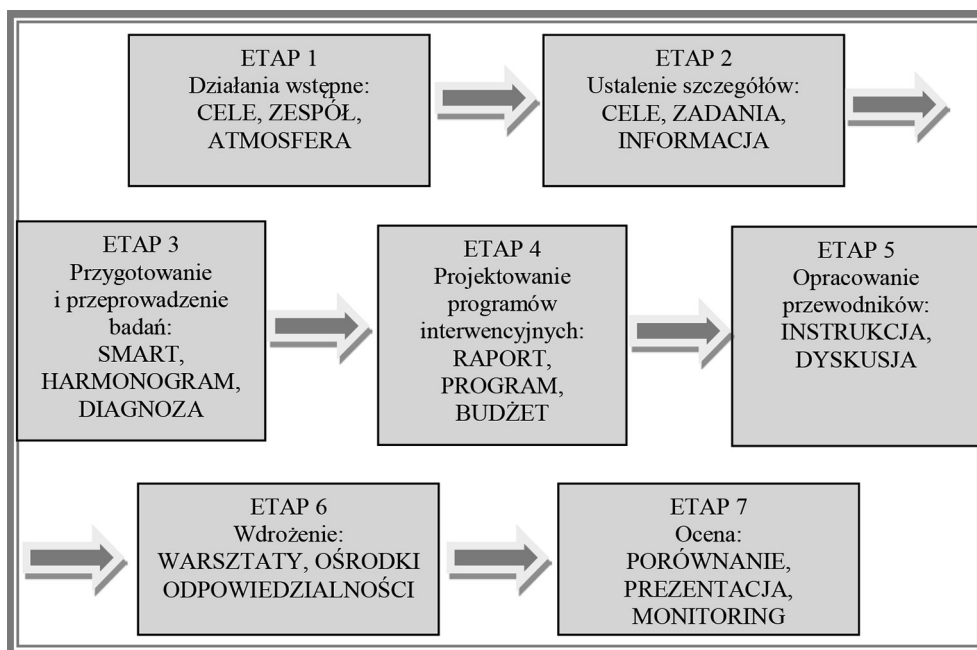 ETAP 1
Działania wstępne:
CELE, ZESPÓŁ,
ATMOSFERA
ETAP 2
Ustalenie szczegółów:
CELE, ZADANIA,
INFORMACJA
ETAP 3
Przygotowanie
i przeprowadzenie
badań:
SMART,
HARMONOGRAM,
DIAGNOZA
ETAP 4
Projektowanie
programów
interwencyjnych:
RAPORT,
PROGRAM,
BUDŻET
ETAP 5
Opracowanie
przewodników:
INSTRUKCJA,
DYSKUSJA
ETAP 6
Wdrożenie:
WARSZTATY, OŚRODKI
ODPOWIEDZIALNOŚCI
ETAP 7
Ocena:
PORÓWNANIE,
PREZENTACJA,
MONITORING